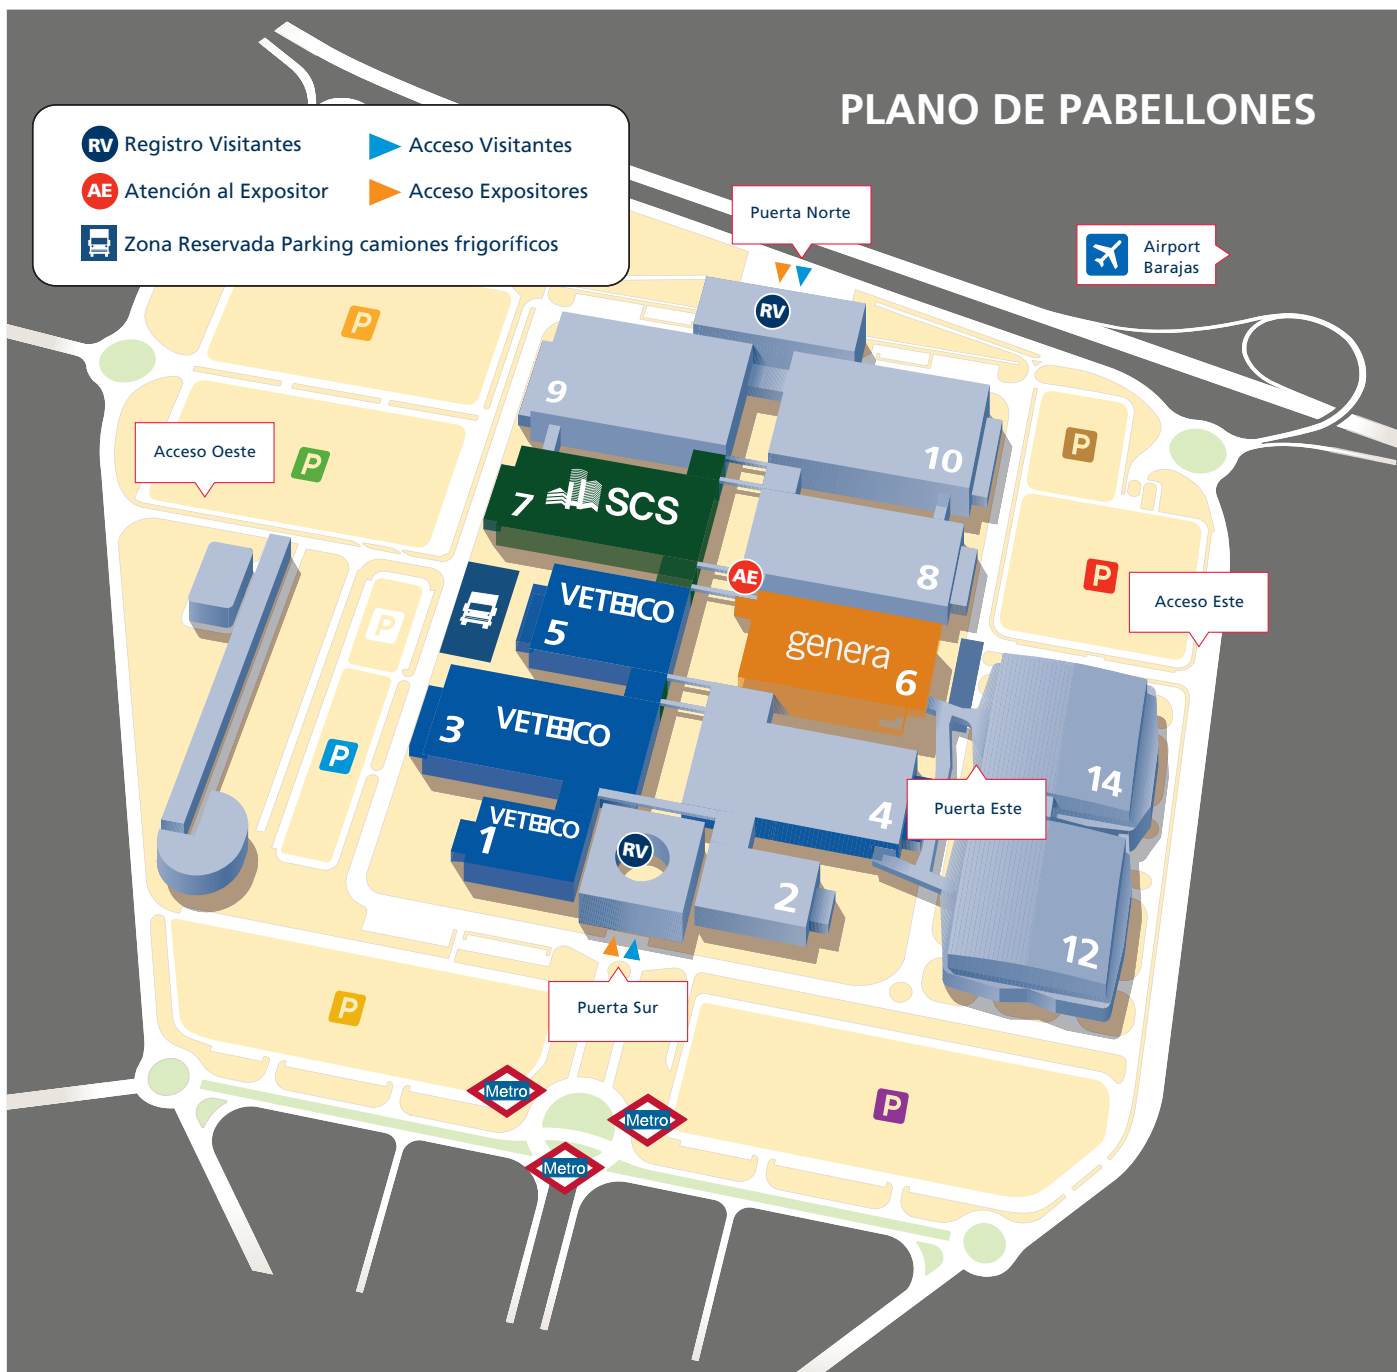 PLANO DE PABELLONES
RV Registro Visitantes
Acceso Visitantes
AE Atención al Expositor
Acceso Expositores
Zona Reservada Parking camiones frigoríficos
Puerta Norte
Airport
Barajas
RV
P
9
10
P
Acceso Oeste
P
7
SCS
AE
8
P
Acceso Este
VETECO
5
genera
6
P
3
VETECO
P
14
Puerta Este
4
VETECO
1
RV
2
12
Puerta Sur
P
Metro
Metro
P
Metro